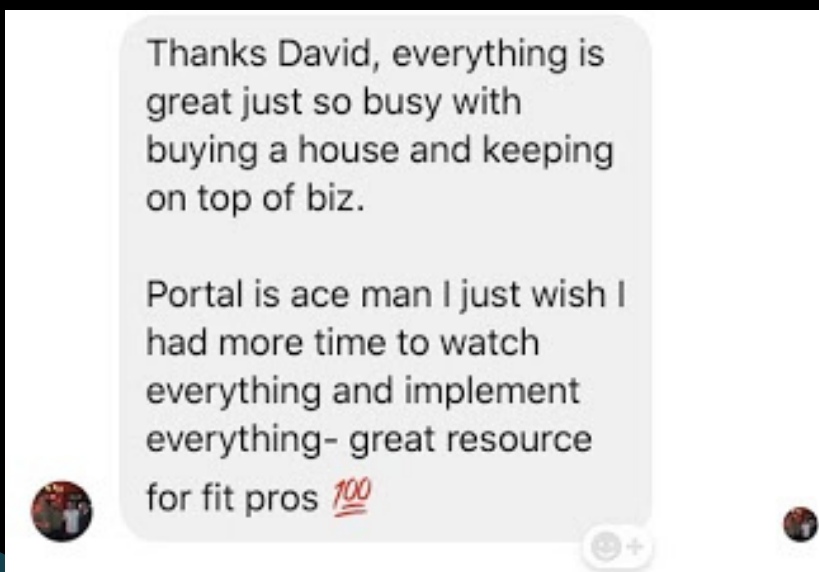 Thanks David, everything is
great just so busy with
buying a house and keeping
on top of biz.
Portal is ace man I just wish I
had more time to watch
everything and implement
everything- great resource
for fit pros 💯